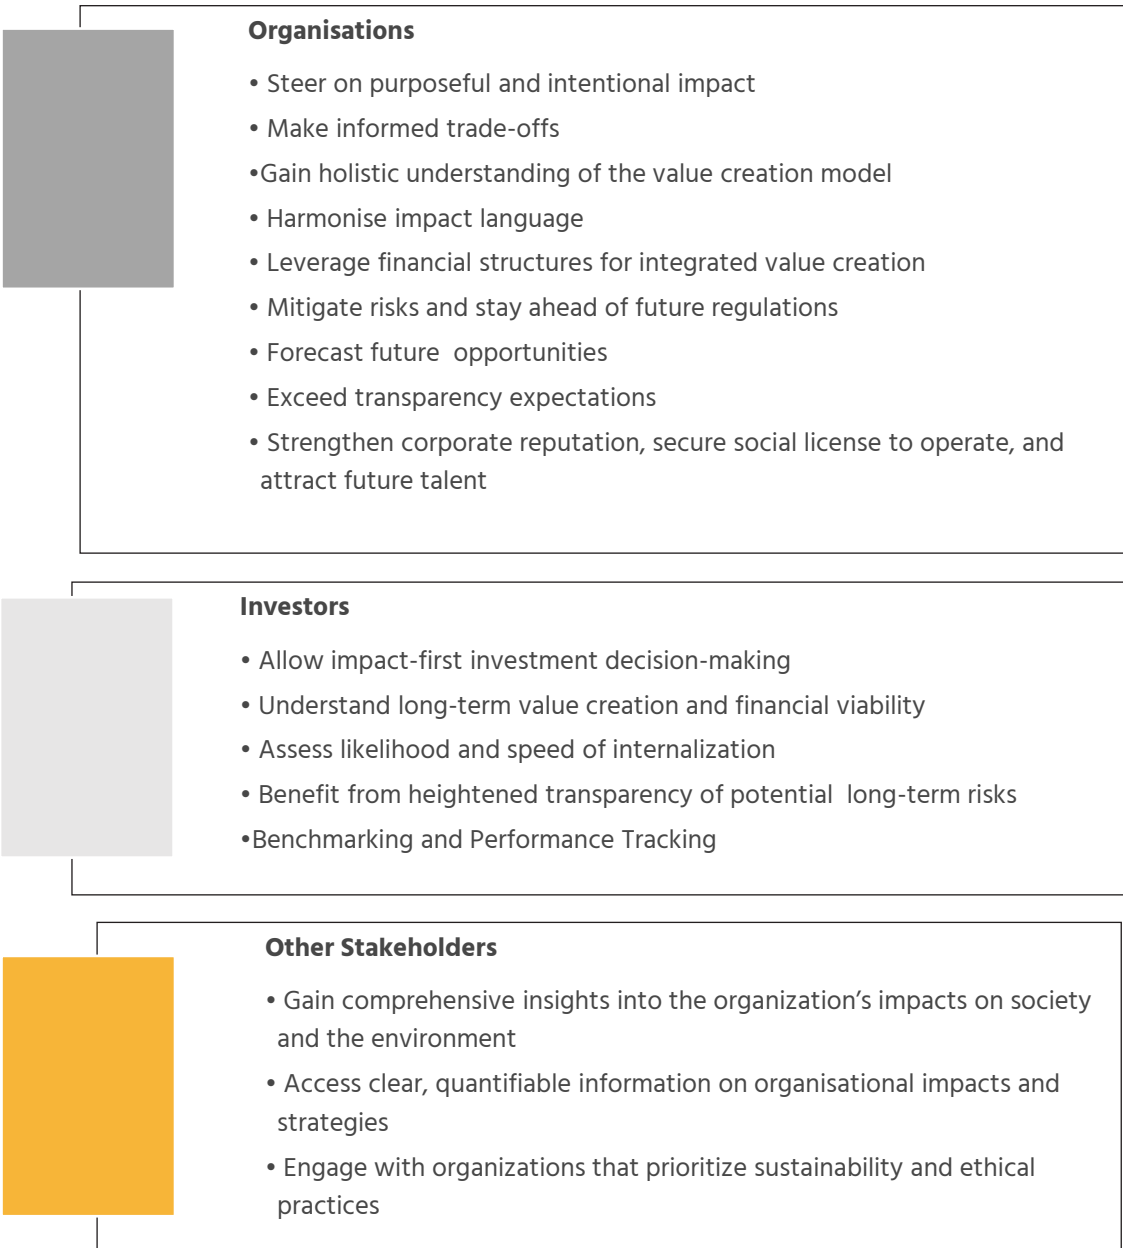 Organisations
• Steer on purposeful and intentional impact
• Make informed trade-offs
•Gain holistic understanding of the value creation model
• Harmonise impact language
• Leverage financial structures for integrated value creation
• Mitigate risks and stay ahead of future regulations
• Forecast future  opportunities
• Exceed transparency expectations
• Strengthen corporate reputation, secure social license to operate, and
attract future talent
Investors
• Allow impact-first investment decision-making
• Understand long-term value creation and financial viability
• Assess likelihood and speed of internalization
• Benefit from heightened transparency of potential  long-term risks
•Benchmarking and Performance Tracking
Other Stakeholders
• Gain comprehensive insights into the organization’s impacts on society
and the environment
• Access clear, quantifiable information on organisational impacts and
strategies
• Engage with organizations that prioritize sustainability and ethical
practices